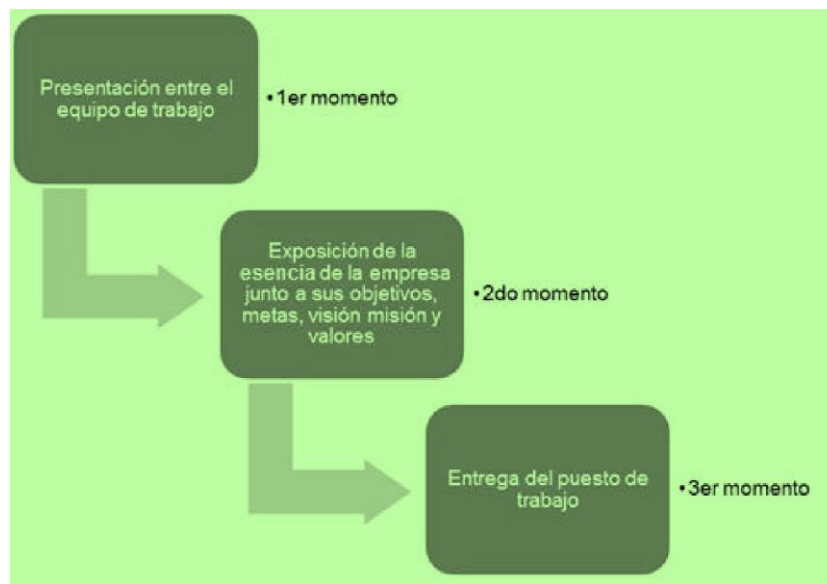 Presentación entre el
equipo de trabajo
•1er momento
Exposición de la
esencia de la empresa
junto a sus objetivos,
metas, visión misión y
valores
•2do momento
Entrega del puesto de
trabajo
•3er momento